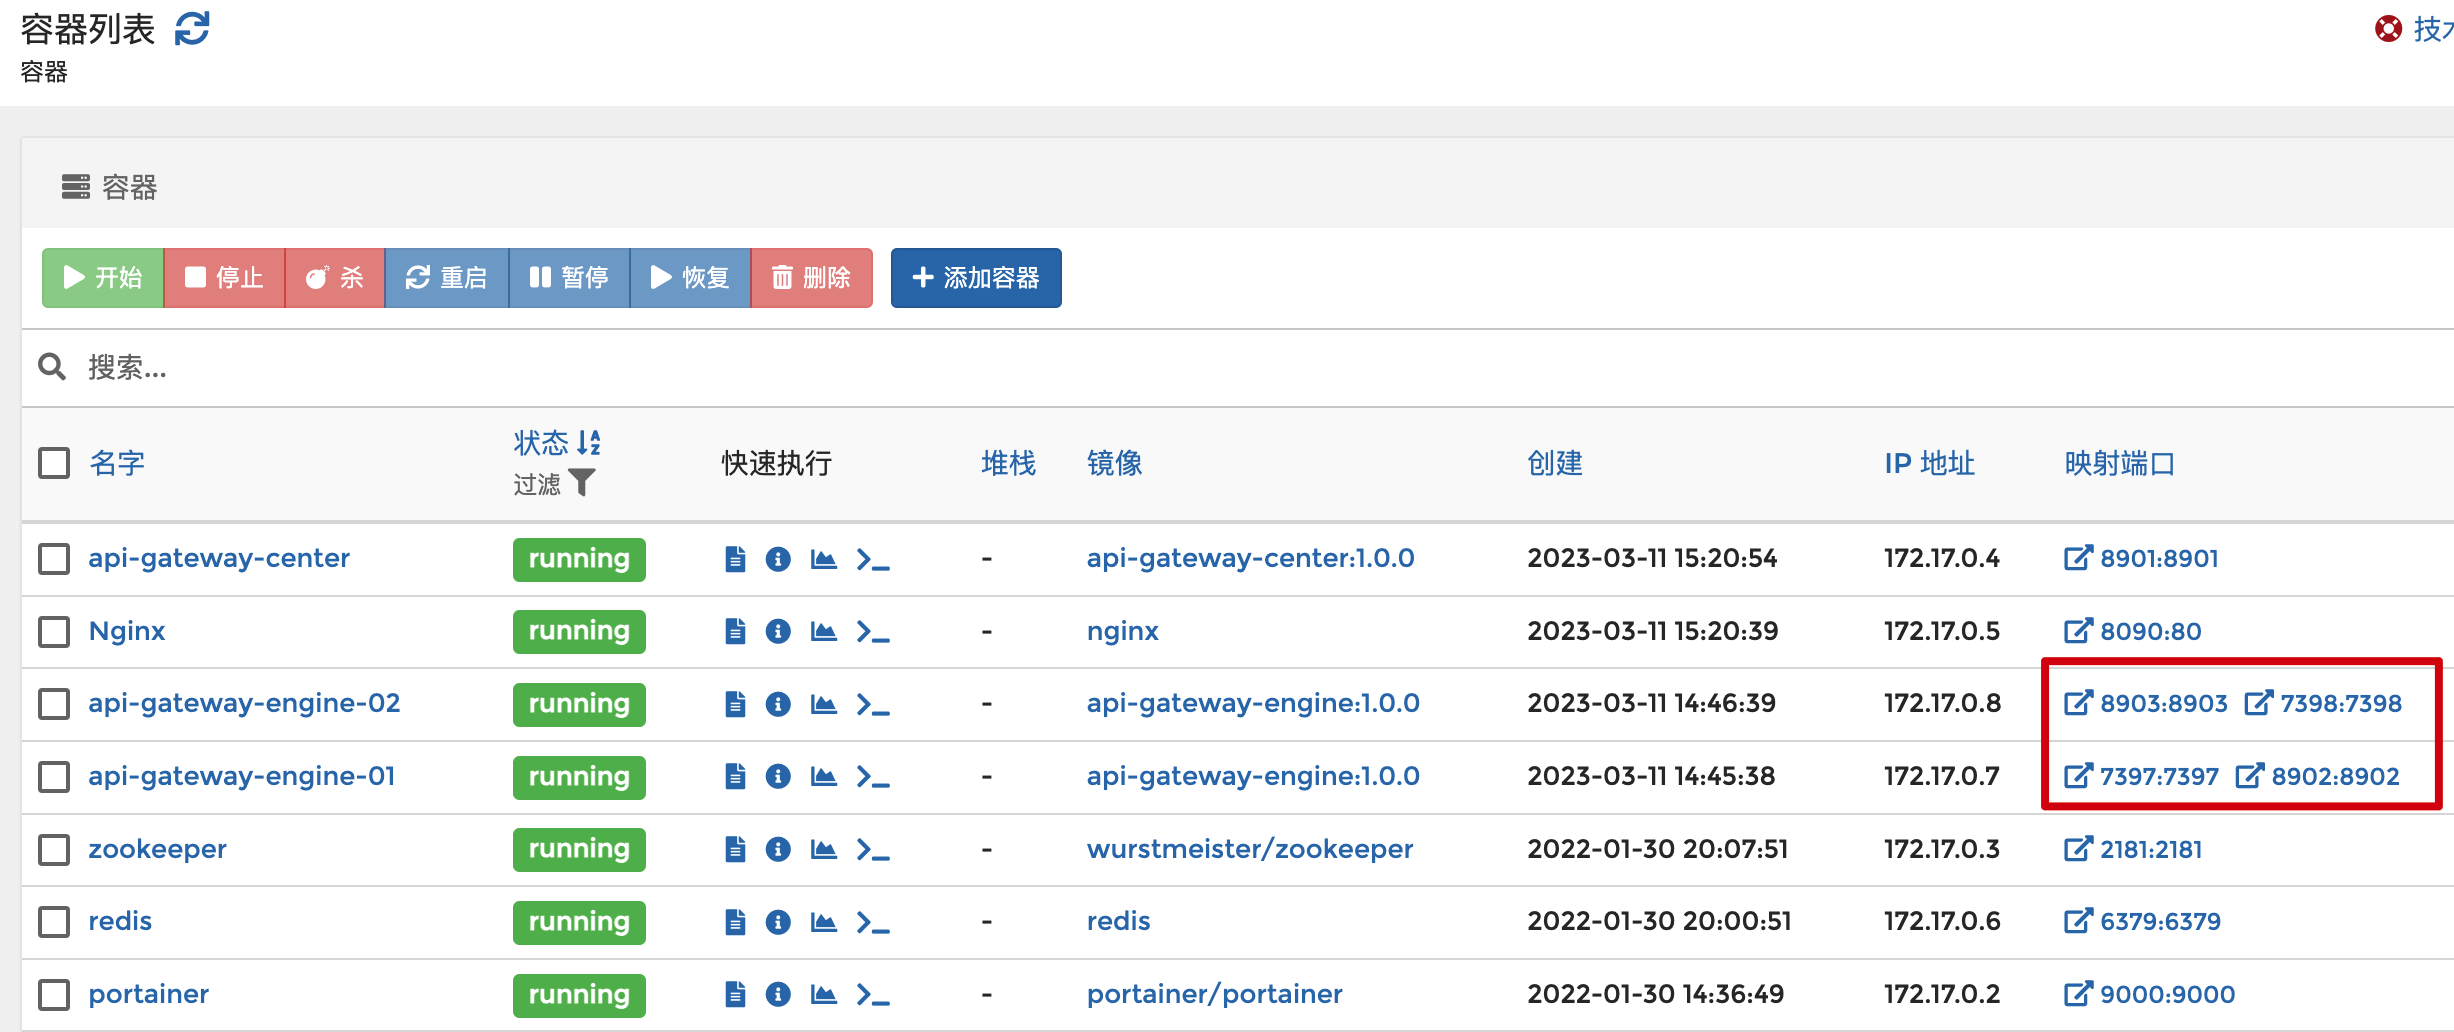 容器列表
容器
容器
开始 停止 杀 重启 暂停 恢复 删除 添加容器
搜索...
名字 状态 过滤 快速执行 堆栈 镜像 创建 IP 地址 映射端口
api-gateway-center running - api-gateway-center:1.0.0 2023-03-11 15:20:54 172.17.0.4 8901:8901
Nginx running - nginx 2023-03-11 15:20:39 172.17.0.5 8090:80
api-gateway-engine-02 running - api-gateway-engine:1.0.0 2023-03-11 14:46:39 172.17.0.8 8903:8903 7398:7398
api-gateway-engine-01 running - api-gateway-engine:1.0.0 2023-03-11 14:45:38 172.17.0.7 7397:7397 8902:8902
zookeeper running - wurstmeister/zookeeper 2022-01-30 20:07:51 172.17.0.3 2181:2181
redis running - redis 2022-01-30 20:00:51 172.17.0.6 6379:6379
portainer running - portainer/portainer 2022-01-30 14:36:49 172.17.0.2 9000:9000